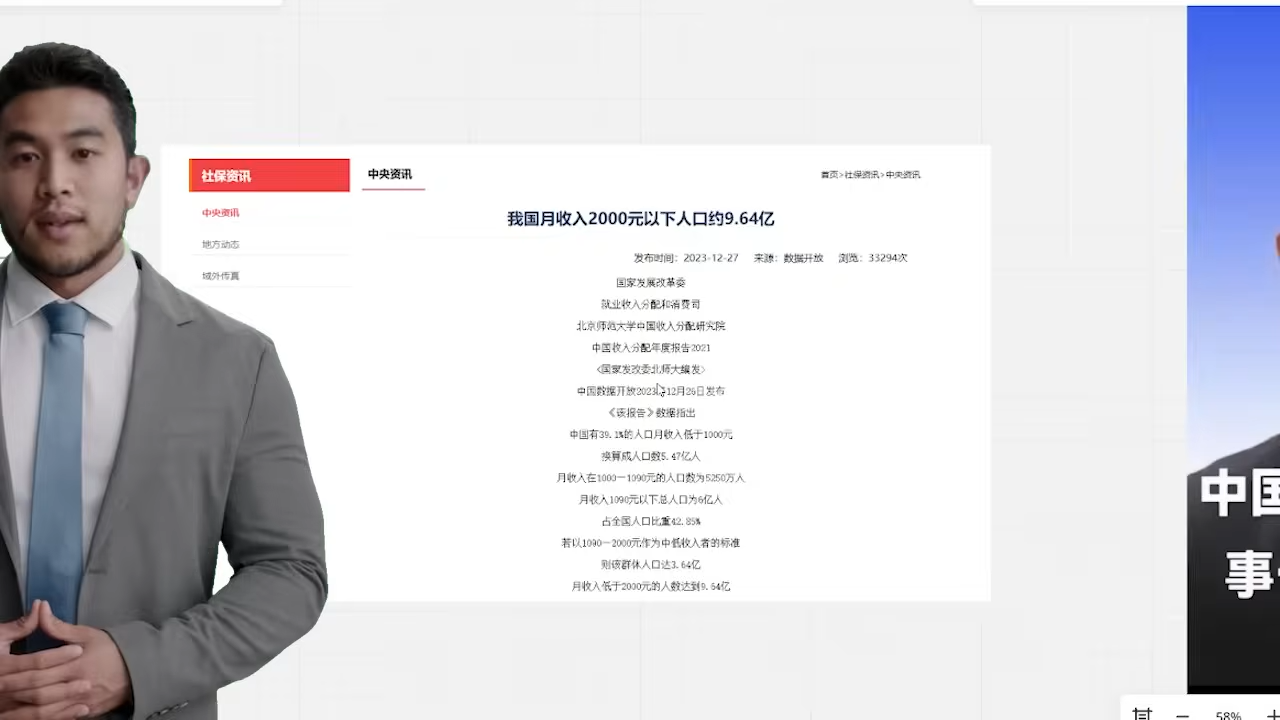 社保资讯
中央资讯
首页>社保资讯>中央资讯
中央资讯
地方动态
域外传真
我国月收入2000元以下人口约9.64亿
发布时间：2023-12-27 来源：数据开放 浏览：33294次
国家发展改革委
就业收入分配和消费司
北京师范大学中国收入分配研究院
中国收入分配年度报告2021
<国家发改委北师大编发>
中国数据开放2023年12月26日发布
《该报告》数据指出
中国有39.1%的人口月收入低于1000元
换算成人口数5.47亿人
月收入在1000—1090元的人口数为5250万人
月收入1090元以下总人口为6亿人
占全国人口比重42.85%
若以1090—2000元作为中低收入者的标准
则该群体人口达3.64亿
月收入低于2000元的人数达到9.64亿
中国
事
58%